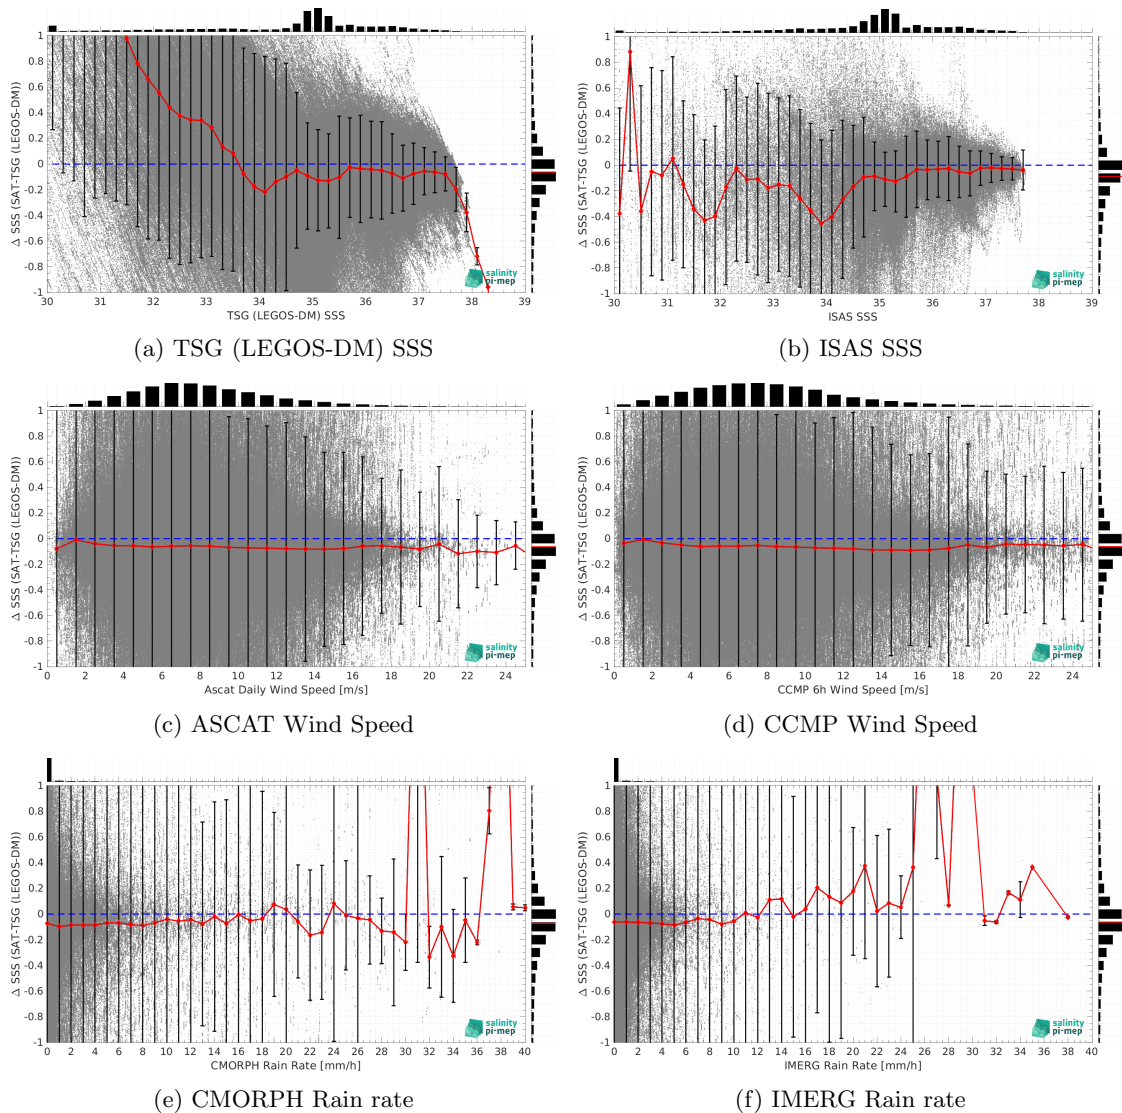 1
0.8
0.6
0.4
0.2
0
-0.2
-0.4
-0.6
-0.8
-1
Δ SSS (SAT-TSG (LEGOS-DM))
30 31 32 33 34 35 36 37 38 39
TSG (LEGOS-DM) SSS
salinity
pi-mep
(a) TSG (LEGOS-DM) SSS
1
0.8
0.6
0.4
0.2
0
-0.2
-0.4
-0.6
-0.8
-1
Δ SSS (SAT-TSG (LEGOS-DM))
30 31 32 33 34 35 36 37 38 39
ISAS SSS
salinity
pi-mep
(b) ISAS SSS
1
0.8
0.6
0.4
0.2
0
-0.2
-0.4
-0.6
-0.8
-1
Δ SSS (SAT-TSG (LEGOS-DM))
0 2 4 6 8 10 12 14 16 18 20 22 24
Ascat Daily Wind Speed [m/s]
salinity
pi-mep
(c) ASCAT Wind Speed
1
0.8
0.6
0.4
0.2
0
-0.2
-0.4
-0.6
-0.8
-1
Δ SSS (SAT-TSG (LEGOS-DM))
0 2 4 6 8 10 12 14 16 18 20 22 24
CCMP 6h Wind Speed [m/s]
salinity
pi-mep
(d) CCMP Wind Speed
1
0.8
0.6
0.4
0.2
0
-0.2
-0.4
-0.6
-0.8
-1
Δ SSS (SAT-TSG (LEGOS-DM))
0 2 4 6 8 10 12 14 16 18 20 22 24 26 28 30 32 34 36 38 40
CMORPH Rain Rate [mm/h]
salinity
pi-mep
(e) CMORPH Rain rate
1
0.8
0.6
0.4
0.2
0
-0.2
-0.4
-0.6
-0.8
-1
Δ SSS (SAT-TSG (LEGOS-DM))
0 2 4 6 8 10 12 14 16 18 20 22 24 26 28 30 32 34 36 38 40
IMERG Rain Rate [mm/h]
salinity
pi-mep
(f) IMERG Rain rate